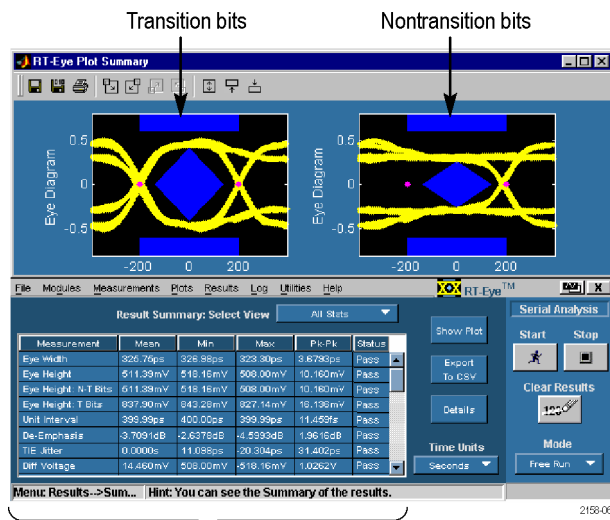 Transition bits
Nontransition bits
RT-Eye Plot Summary
Eye Diagram
0.5
0
-0.5
-200
0
200
Eye Diagram
0.5
0
-0.5
-200
0
200
File Modules Measurements Plots Results Log Utilities Help
RT-Eye™
Result Summary: Select View
All Stats
Measurement Mean Min Max Pk-Pk Status
Eye Width 325.75ps 326.98ps 323.30ps 3.6793ps Pass
Eye Height 511.39mV 518.16mV 508.00mV 10.160mV Pass
Eye Height: N-T Bits 511.39mV 518.16mV 508.00mV 10.160mV Pass
Eye Height: T Bits 837.90mV 843.28mV 827.14mV 16.136mV Pass
Unit Interval 399.99ps 400.00ps 399.99ps 11.459fs Pass
De-Emphasis -3.7091dB -2.6378dB -4.5993dB 1.9616dB Pass
TIE Jitter 0.0000s 11.098ps -20.304ps 31.402ps Pass
Diff Voltage 14.460mV 508.00mV -518.16mV 1.0262V Pass
Show Plot
Export
To CSV
Details
Time Units
Seconds
Serial Analysis
Start
Stop
Clear Results
Mode
Free Run
Menu: Results-->Sum...
Hint: You can see the Summary of the results.